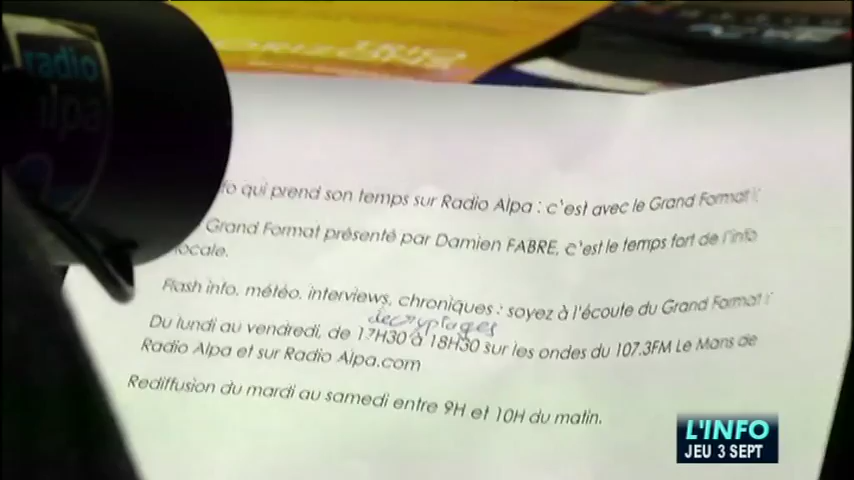 radio
alpa
TRIO
HORIZONS
qui prend son temps sur Radio Alpa : c'est avec le Grand Format !
Grand Format présenté par Damien FABRE, c'est le temps fort de l'info
locale.
Flash info, météo, interviews, chroniques : soyez à l'écoute du Grand Format !
decryptages
Du lundi au vendredi, de 17H30 à 18H30 sur les ondes du 107.3FM Le Mans de
Radio Alpa et sur Radio Alpa.com
Rediffusion du mardi au samedi entre 9H et 10H du matin.
L'INFO
JEU 3 SEPT